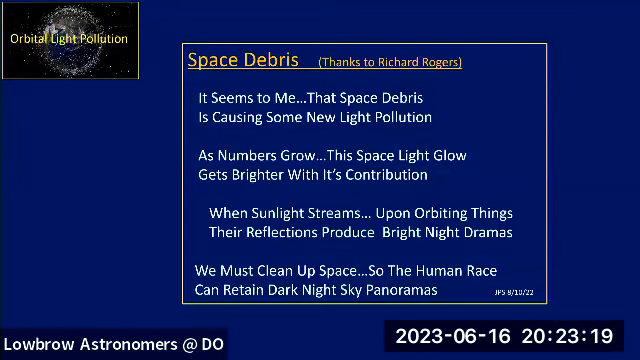 Orbital Light Pollution
Space Debris (Thanks to Richard Rogers)
It Seems to Me...That Space Debris
Is Causing Some New Light Pollution
As Numbers Grow...This Space Light Glow
Gets Brighter With It's Contribution
When Sunlight Streams... Upon Orbiting Things
Their Reflections Produce Bright Night Dramas
We Must Clean Up Space...So The Human Race
Can Retain Dark Night Sky Panoramas
JPS 8/10/22
Lowbrow Astronomers @ DO
2023-06-16 20:23:19